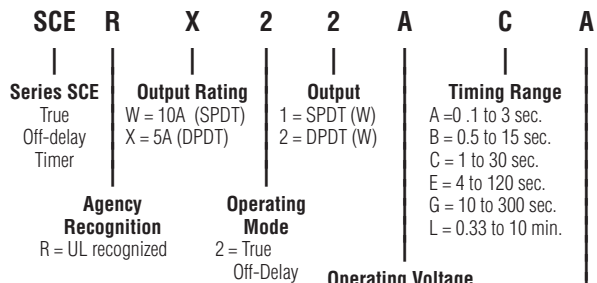 SCE R X 2 2 A C A
Series SCE
True
Off-delay
Timer
Output Rating
W = 10A (SPDT)
X = 5A (DPDT)
Output
1 = SPDT (W)
2 = DPDT (W)
Timing Range
A =0 .1 to 3 sec.
B = 0.5 to 15 sec.
C = 1 to 30 sec.
E = 4 to 120 sec.
G = 10 to 300 sec.
L = 0.33 to 10 min.
Agency
Recognition
R = UL recognized
Operating
Mode
2 = True
Off-Delay
Operating Voltage